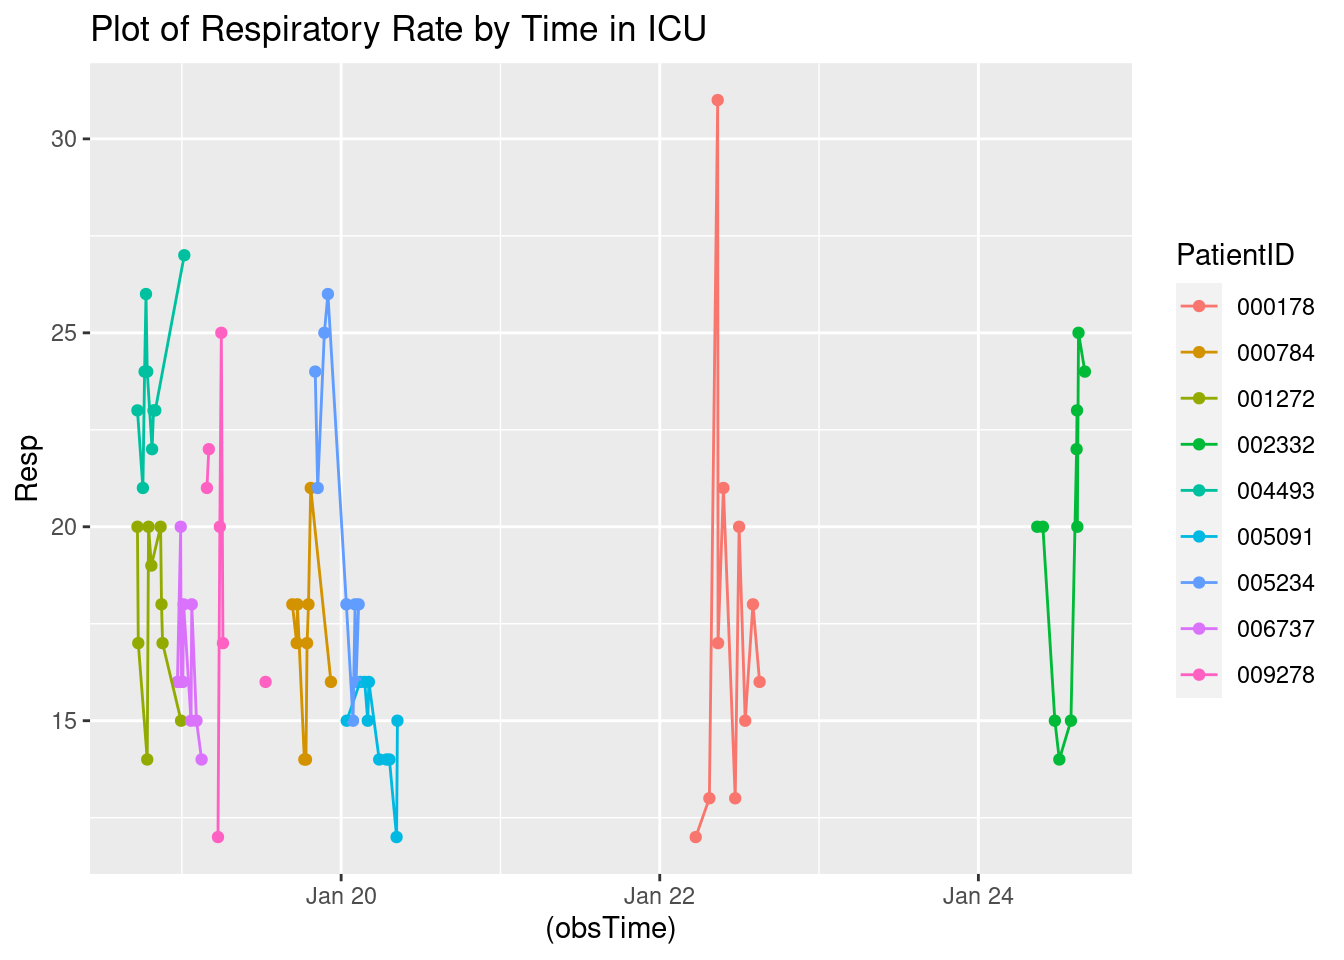 Plot of Respiratory Rate by Time in ICU
30
25
20
15
Resp
Jan 20
Jan 22
Jan 24
(obsTime)
PatientID
000178
000784
001272
002332
004493
005091
005234
006737
009278